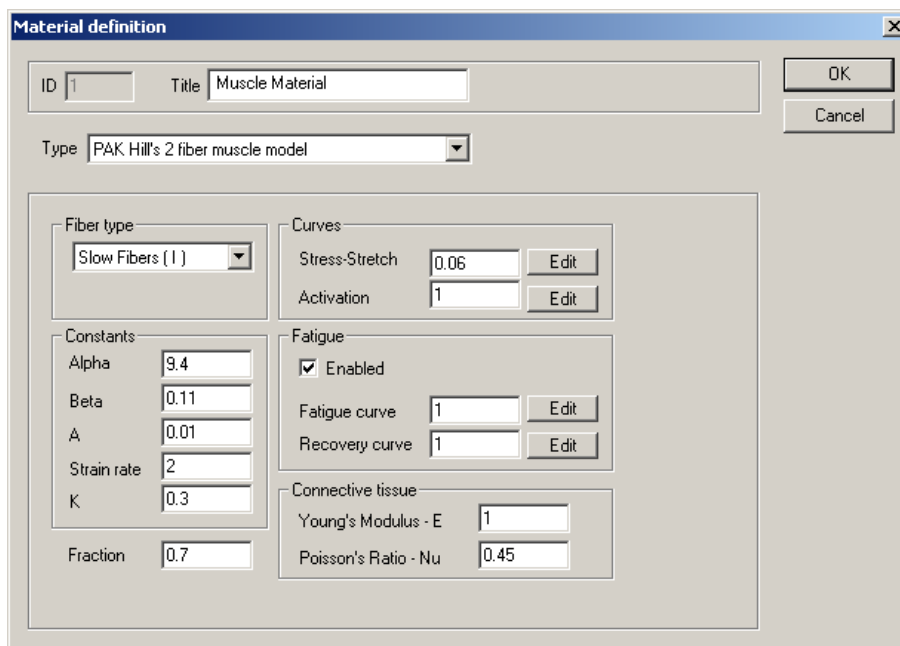 Material definition
ID 1 Title Muscle Material
OK
Cancel
Type PAK Hill's 2 fiber muscle model
Fiber type
Slow Fibers ( I )
Curves
Stress-Stretch 0.06 Edit
Activation 1 Edit
Constants
Alpha 9.4
Beta 0.11
A 0.01
Strain rate 2
K 0.3
Fraction 0.7
Fatigue
Enabled
Fatigue curve 1 Edit
Recovery curve 1 Edit
Connective tissue
Young's Modulus - E 1
Poisson's Ratio - Nu 0.45